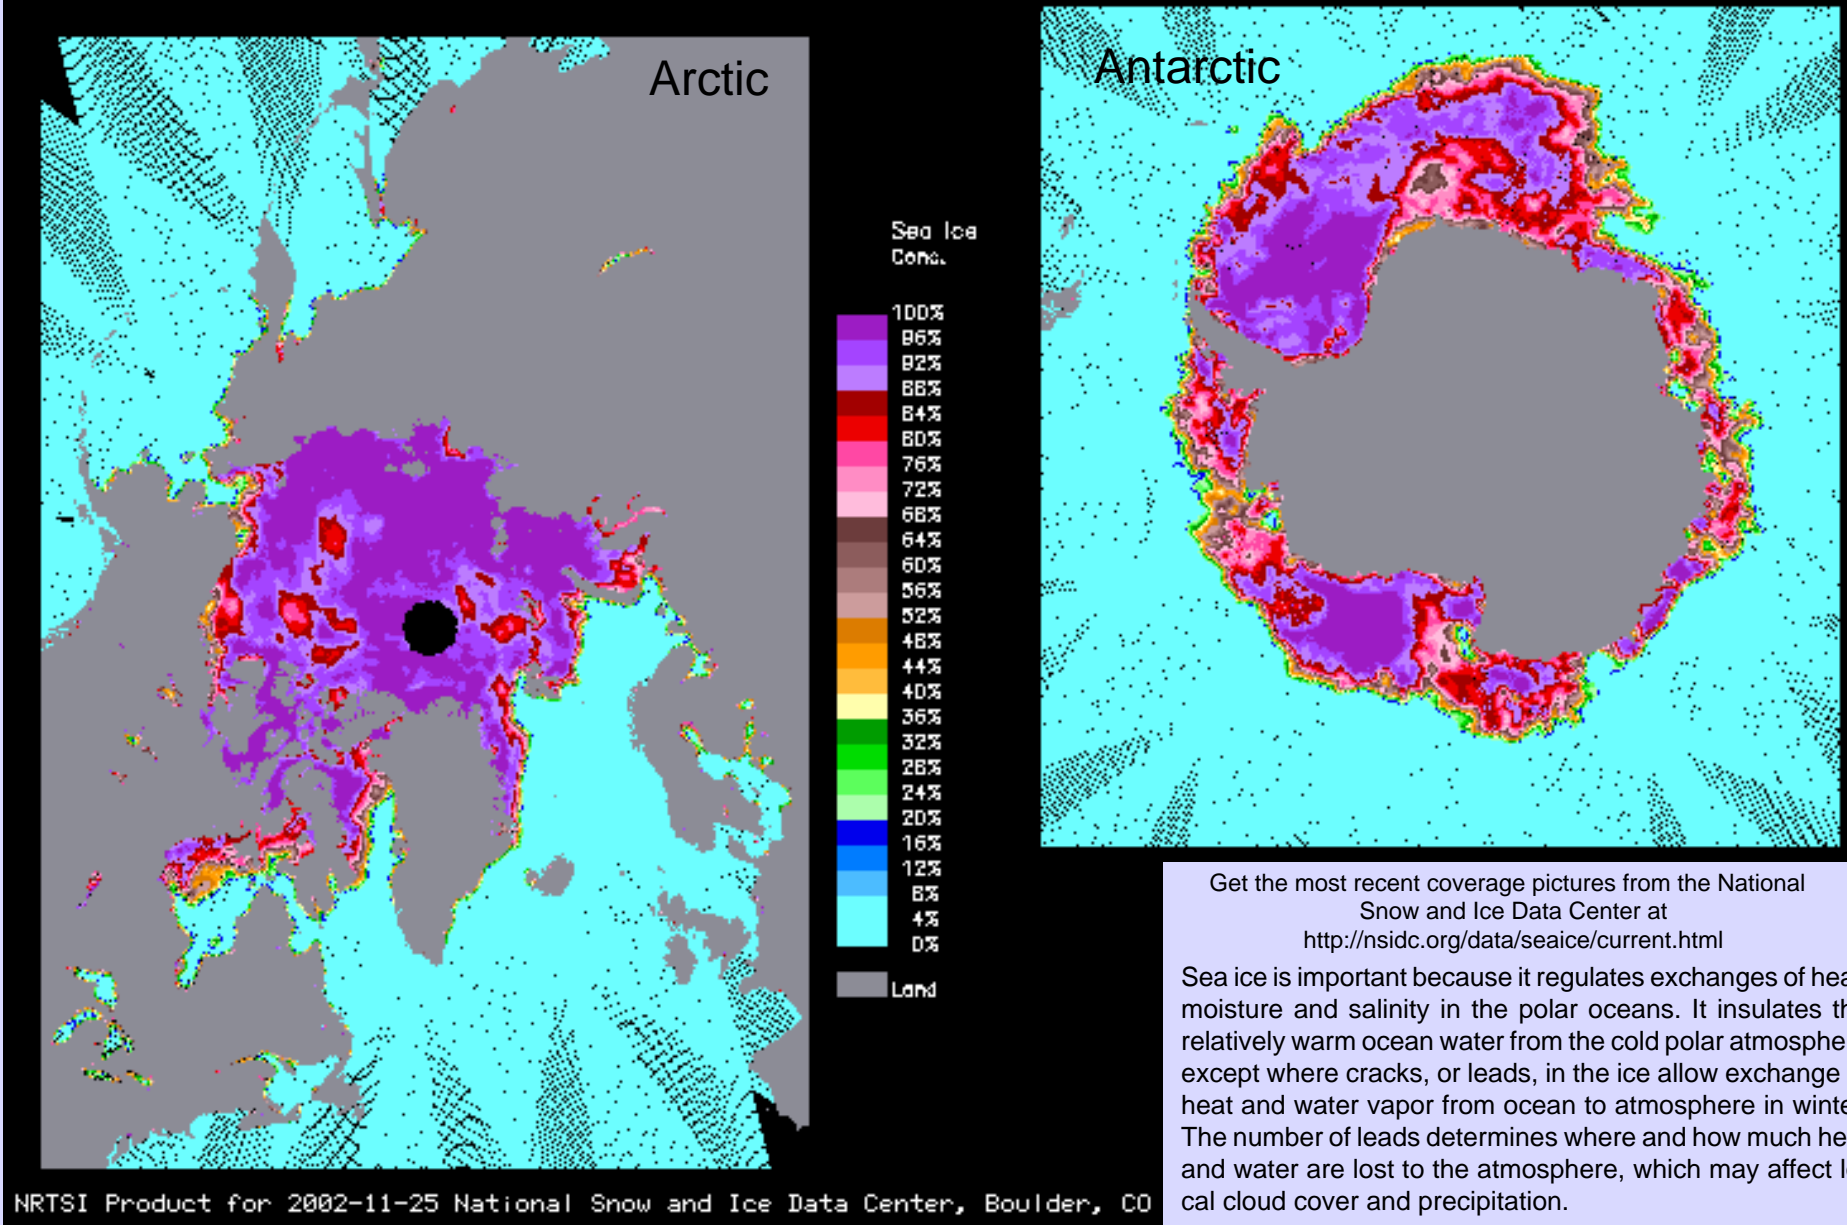 Arctic
Antarctic
Sea Ice
Conc.
100%
96%
92%
88%
84%
80%
76%
72%
68%
64%
60%
56%
52%
48%
44%
40%
36%
32%
28%
24%
20%
16%
12%
8%
4%
0%
Land
Get the most recent coverage pictures from the National
Snow and Ice Data Center at
http://nsidc.org/data/seaice/current.html
Sea ice is important because it regulates exchanges of hea
moisture and salinity in the polar oceans. It insulates th
relatively warm ocean water from the cold polar atmosphe
except where cracks, or leads, in the ice allow exchange
heat and water vapor from ocean to atmosphere in winte
The number of leads determines where and how much he
and water are lost to the atmosphere, which may affect l
cal cloud cover and precipitation.
NRTSI Product for 2002-11-25 National Snow and Ice Data Center, Boulder, CO